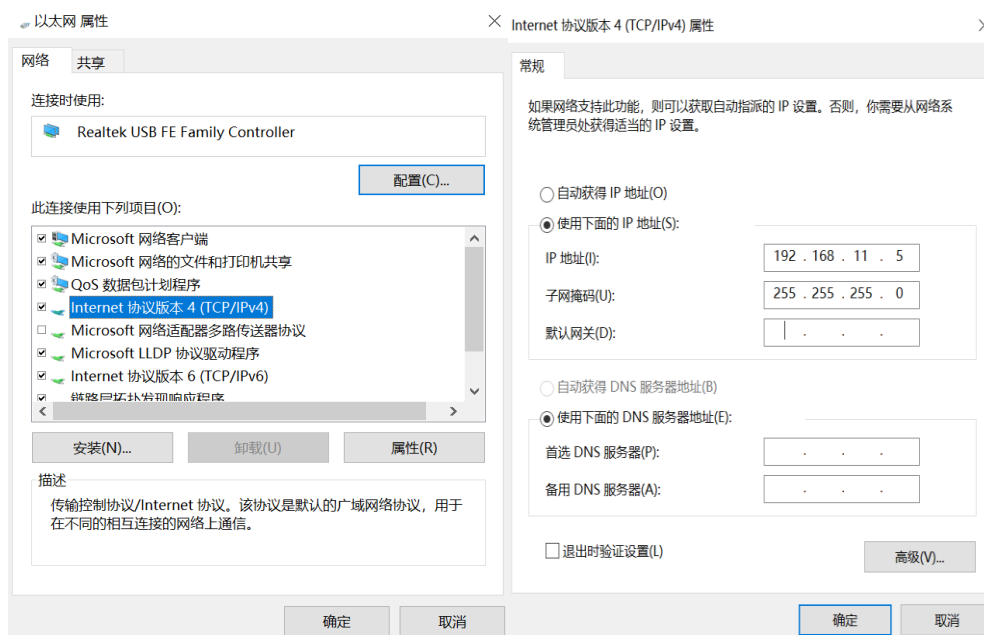 以太网 属性
网络
共享
连接时使用:
Realtek USB FE Family Controller
配置(C)...
此连接使用下列项目(O):
Microsoft 网络客户端
Microsoft 网络的文件和打印机共享
QoS 数据包计划程序
Internet 协议版本 4 (TCP/IPv4)
Microsoft 网络适配器多路传送器协议
Microsoft LLDP 协议驱动程序
Internet 协议版本 6 (TCP/IPv6)
链路层拓扑发现响应程序
安装(N)...
卸载(U)
属性(R)
描述
传输控制协议/Internet 协议。该协议是默认的广域网络协议，用于
在不同的相互连接的网络上通信。
确定
取消
Internet 协议版本 4 (TCP/IPv4) 属性
常规
如果网络支持此功能，则可以获取自动指派的 IP 设置。否则，你需要从网络系
统管理员处获得适当的 IP 设置。
自动获得 IP 地址(O)
使用下面的 IP 地址(S):
IP 地址(I):
192 . 168 . 11 . 5
子网掩码(U):
255 . 255 . 255 . 0
默认网关(D):
. . .
自动获得 DNS 服务器地址(B)
使用下面的 DNS 服务器地址(E):
首选 DNS 服务器(P):
. . .
备用 DNS 服务器(A):
. . .
退出时验证设置(L)
高级(V)...
确定
取消